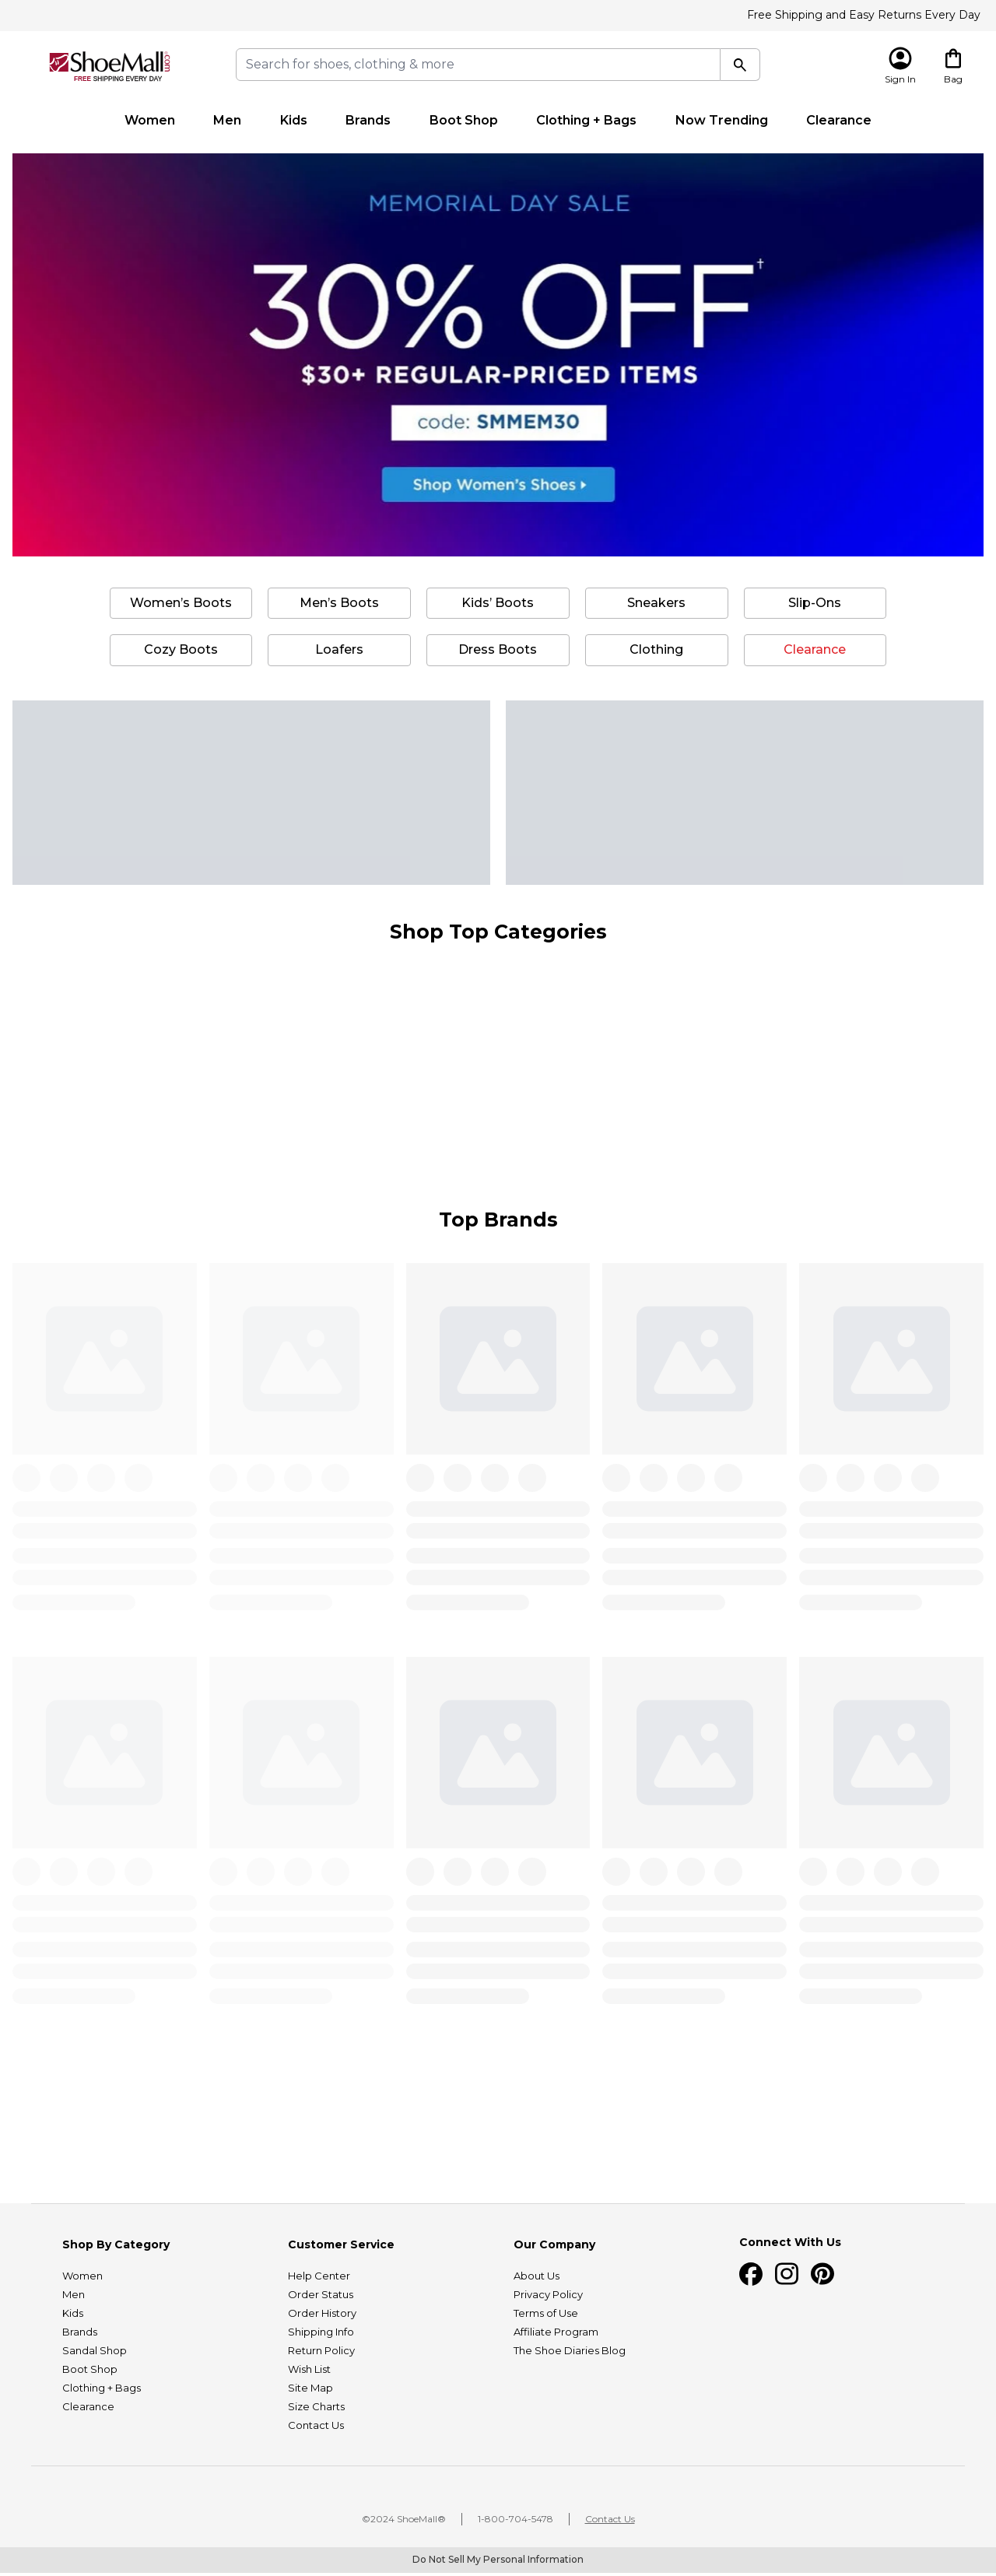 Free Shipping and Easy Returns Every Day
ShoeMall.com
FREE SHIPPING EVERY DAY
Search for shoes, clothing & more
Sign In
Bag
Women Men Kids Brands Boot Shop Clothing + Bags Now Trending Clearance
MEMORIAL DAY SALE
30% OFF†
$30+ REGULAR-PRICED ITEMS
code: SMMEM30
Shop Women's Shoes
Women’s Boots Men’s Boots Kids’ Boots Sneakers Slip-Ons
Cozy Boots Loafers Dress Boots Clothing Clearance
Shop Top Categories
Top Brands
Shop By Category
Women
Men
Kids
Brands
Sandal Shop
Boot Shop
Clothing + Bags
Clearance
Customer Service
Help Center
Order Status
Order History
Shipping Info
Return Policy
Wish List
Site Map
Size Charts
Contact Us
Our Company
About Us
Privacy Policy
Terms of Use
Affiliate Program
The Shoe Diaries Blog
Connect With Us
©2024 ShoeMall® 1-800-704-5478 Contact Us
Do Not Sell My Personal Information